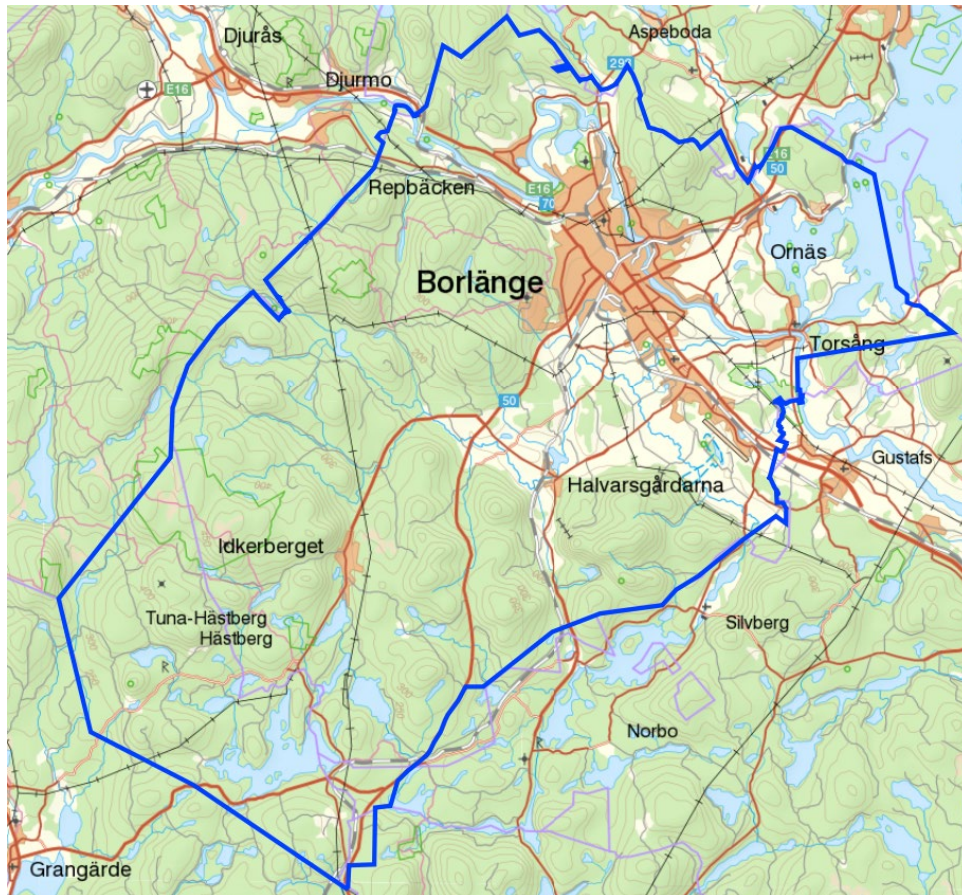 Aspeboda
Djurås
29
Djurmo
E16
E16
50
Repbäcken
E16
70
Ornäs
Borlänge
Torsång
50
Gustafs
Halvarsgårdarna
Idkerberget
Tuna-Hästberg
Hästberg
Silvberg
Norbo
Grangärde